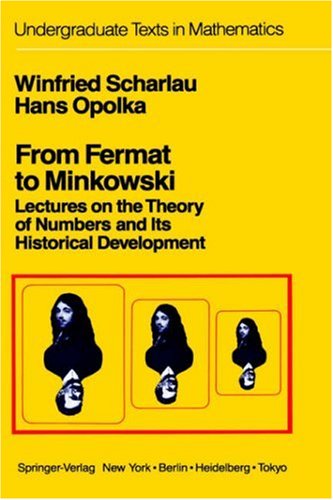 Undergraduate Texts in Mathematics
Winfried Scharlau
Hans Opolka
From Fermat
to Minkowski
Lectures on the Theory
of Numbers and Its
Historical Development
Springer-Verlag New York · Berlin · Heidelberg · Tokyo